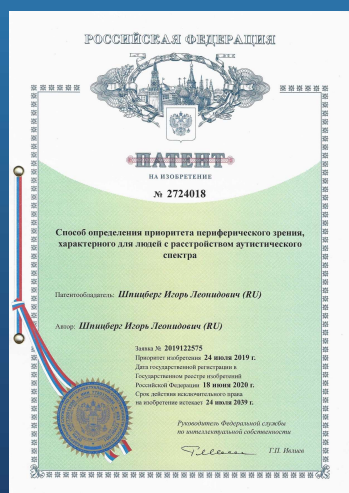 РОССИЙСКАЯ ФЕДЕРАЦИЯ
ПАТЕНТ
НА ИЗОБРЕТЕНИЕ
№ 2724018
Способ определения приоритета периферического зрения,
характерного для людей с расстройством аутистического
спектра
Патентообладатель: Шпицберг Игорь Леонидович (RU)
Автор: Шпицберг Игорь Леонидович (RU)
Заявка № 2019122575
Приоритет изобретения 24 июля 2019 г.
Дата государственной регистрации в
Государственном реестре изобретений
Российской Федерации 18 июня 2020 г.
Срок действия исключительного права
на изобретение истекает 24 июля 2039 г.
Руководитель Федеральной службы
по интеллектуальной собственности
Г.П. Ивлиев